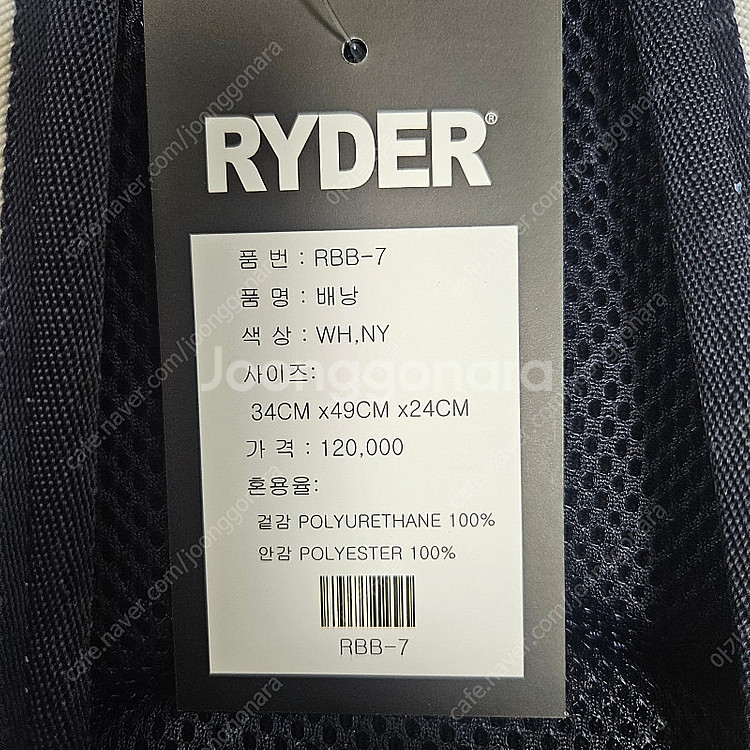 RYDER®
품 번 : RBB-7
품 명 : 배낭
색 상 : WH,NY
사이즈:
34CM x49CM x24CM
가 격 : 120,000
혼용율:
겉감 POLYURETHANE 100%
안감 POLYESTER 100%
RBB-7
Joonggonara
cafe.naver.com/joonggonara